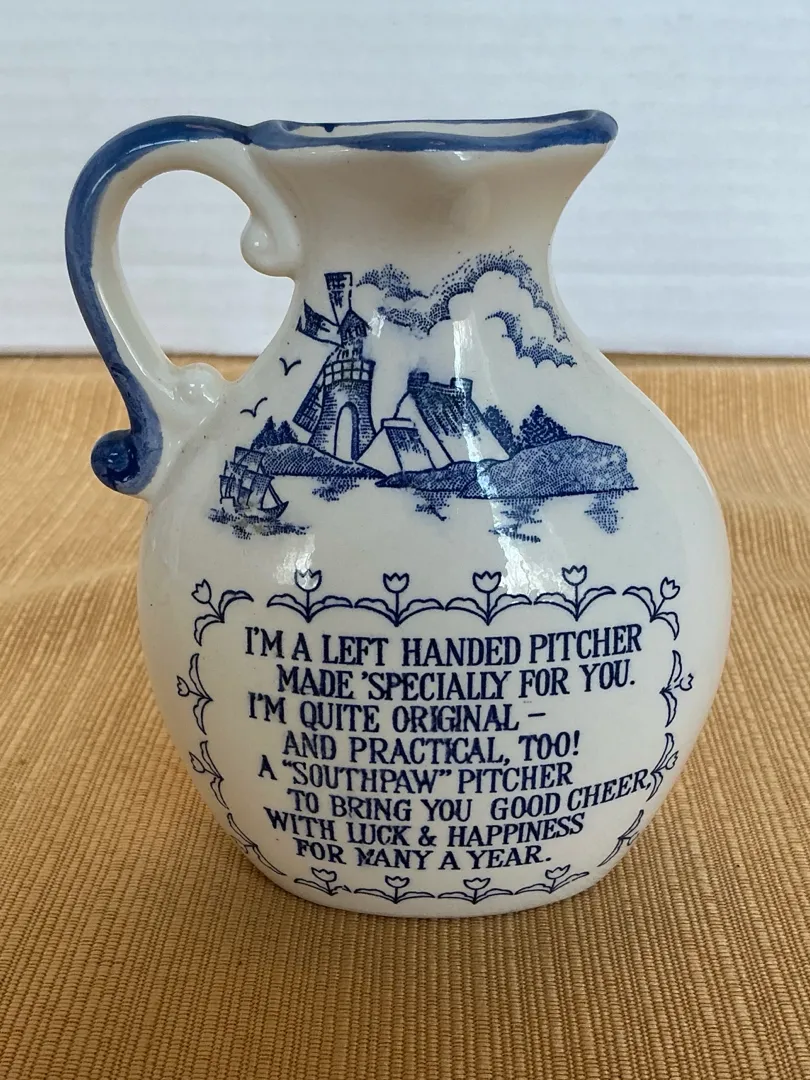 I'M A LEFT HANDED PITCHER
MADE 'SPECIALLY FOR YOU.
I'M QUITE ORIGINAL –
AND PRACTICAL, TOO!
A "SOUTHPAW" PITCHER
TO BRING YOU GOOD CHEER,
WITH LUCK & HAPPINESS
FOR MANY A YEAR.